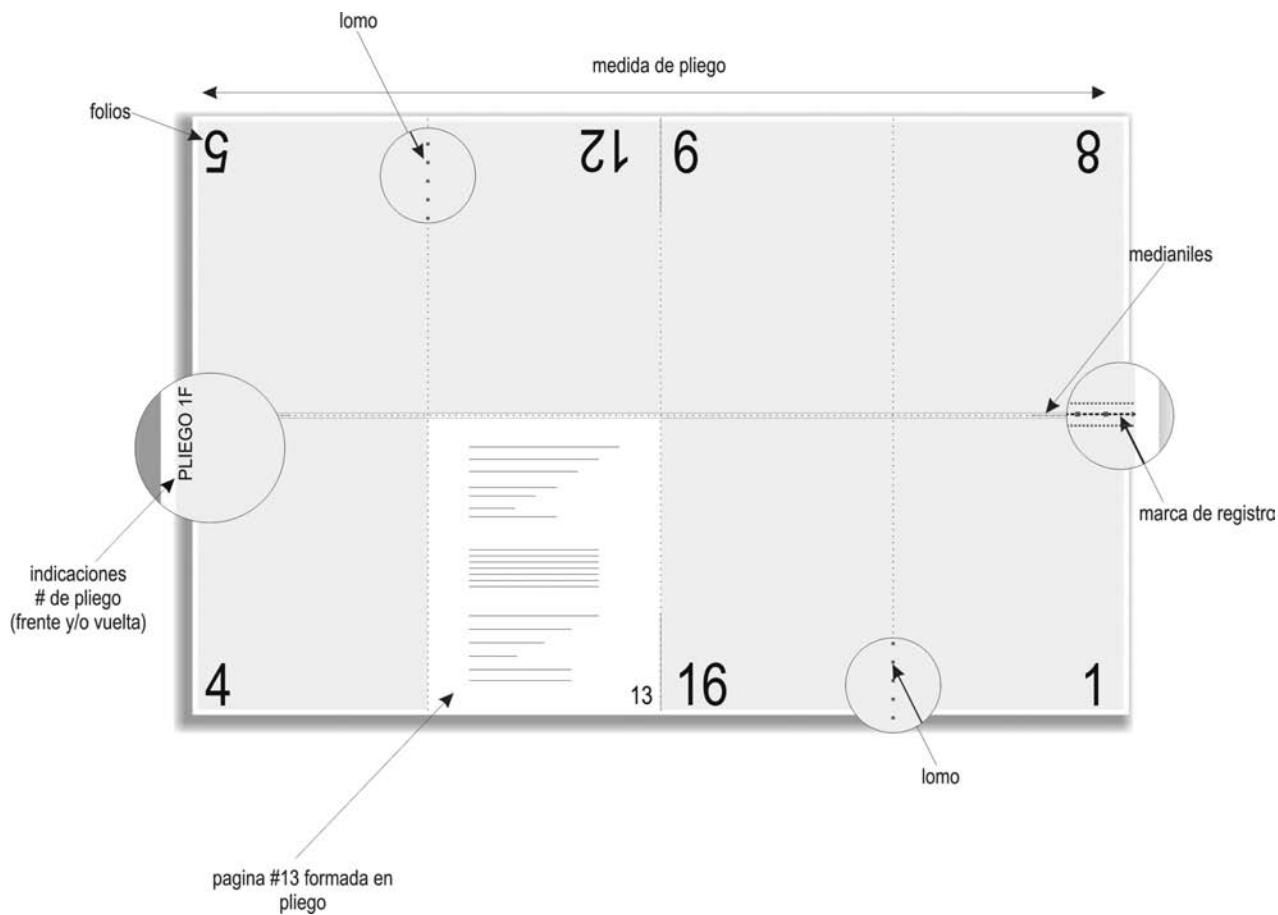 lomo
medida de pliego
folios
5
12
9
8
medianiles
PLIEGO 1F
marca de registro
indicaciones
# de pliego
(frente y/o vuelta)
4
13
16
1
lomo
pagina #13 formada en
pliego